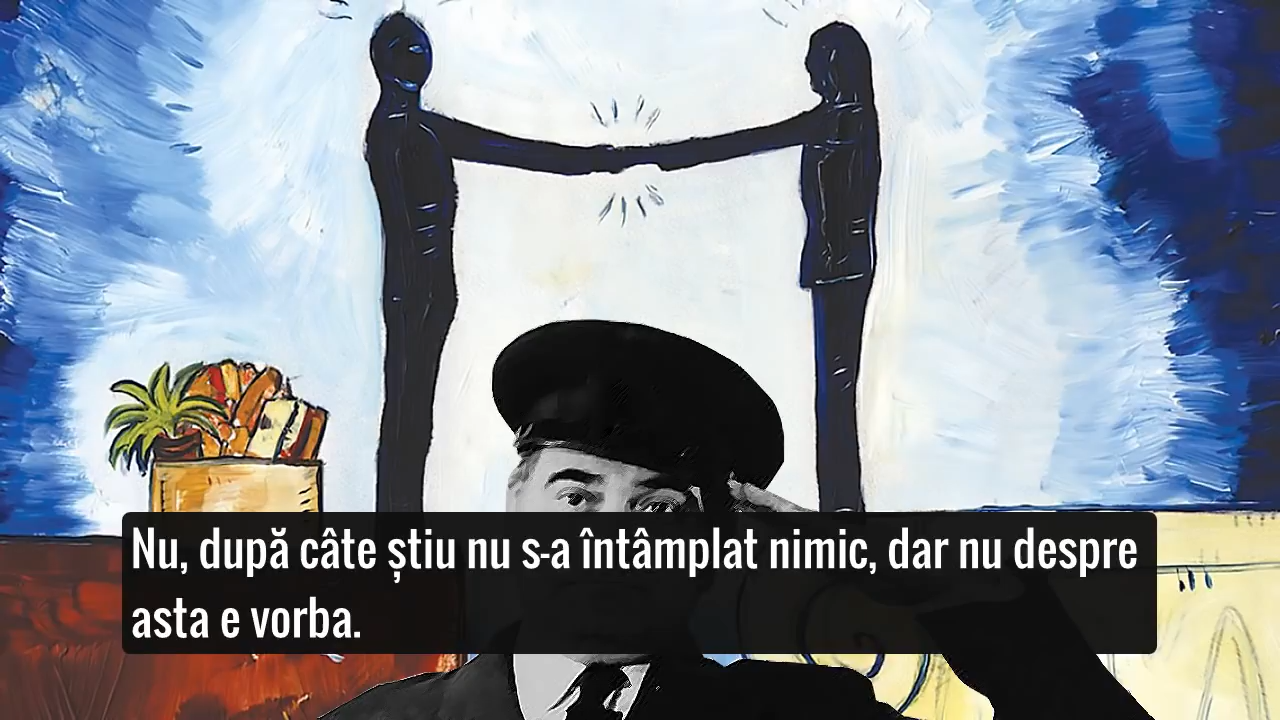 Nu, după câte știu nu s-a întâmplat nimic, dar nu despre
asta e vorba.